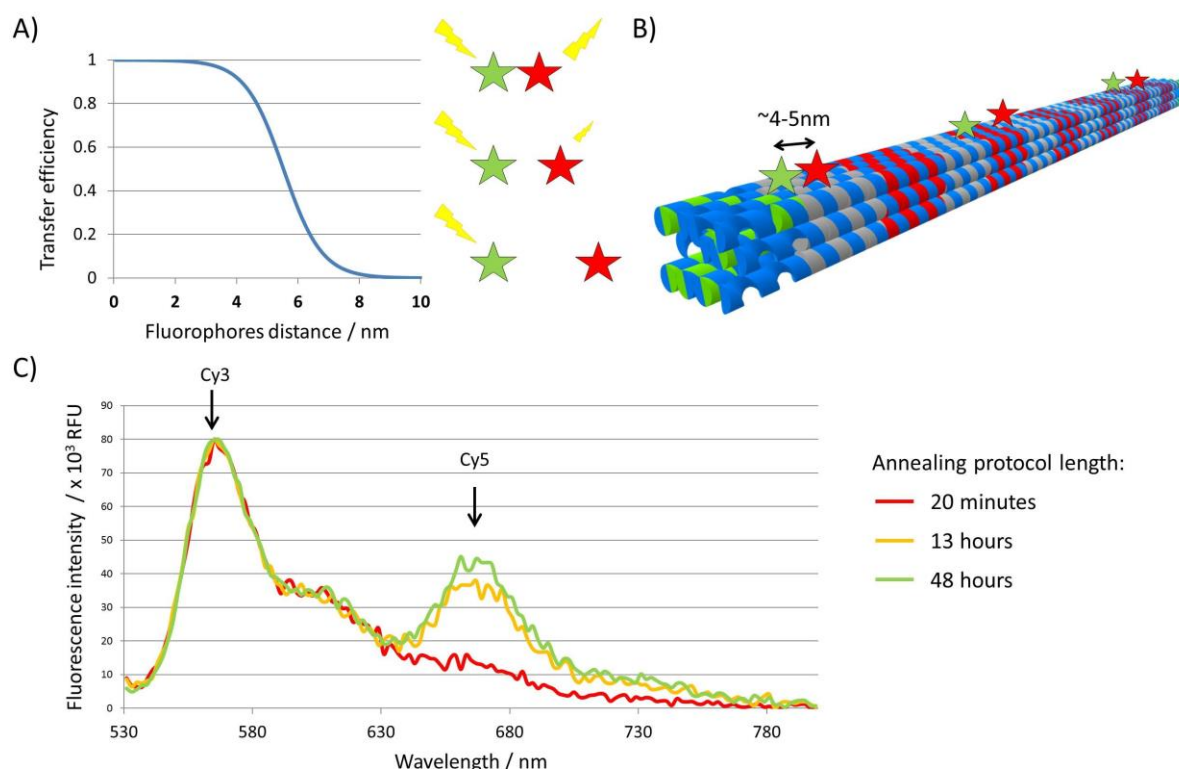 A)
Transfer efficiency
1
0.8
0.6
0.4
0.2
0
0 2 4 6 8 10
Fluorophores distance / nm
B)
~4-5nm
C)
Cy3
Cy5
Fluorescence intensity / x 10³ RFU
90
80
70
60
50
40
30
20
10
0
530 580 630 680 730 780
Wavelength / nm
Annealing protocol length:
20 minutes
13 hours
48 hours